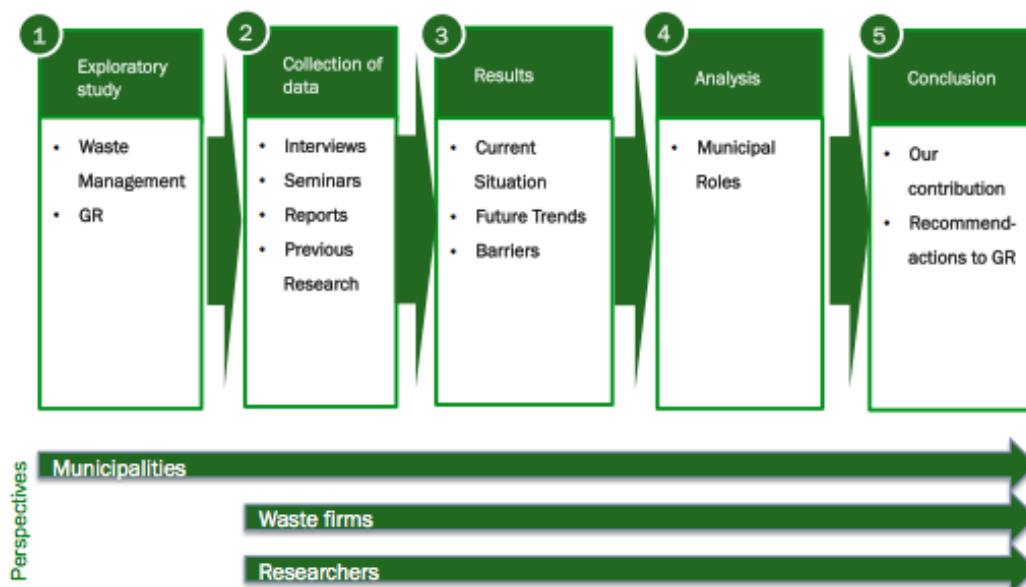 1
Exploratory
study
• Waste
Management
• GR
2
Collection of
data
• Interviews
• Seminars
• Reports
• Previous
Research
3
Results
• Current
Situation
• Future Trends
• Barriers
4
Analysis
• Municipal
Roles
5
Conclusion
• Our
contribution
• Recommend-
actions to GR
Perspectives
Municipalities
Waste firms
Researchers